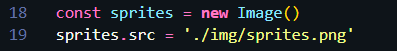 18 const sprites = new Image()
19 sprites.src = './img/sprites.png'